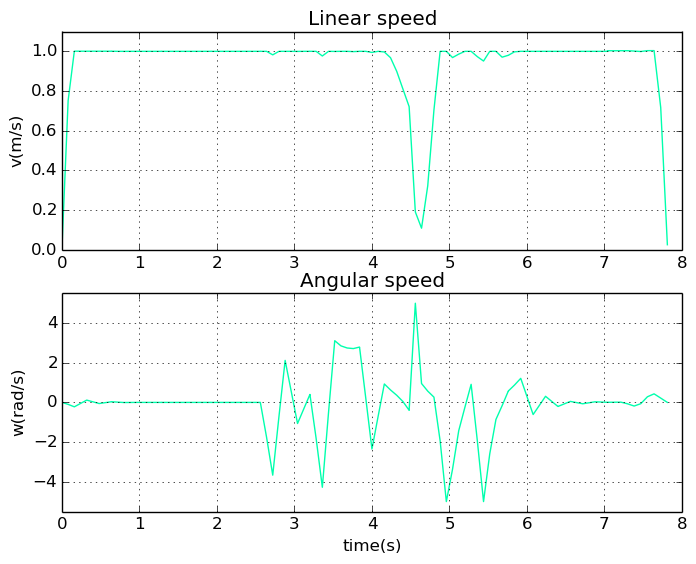 Linear speed
v(m/s)
1.0
0.8
0.6
0.4
0.2
0.0
0 1 2 3 4 5 6 7 8
Angular speed
w(rad/s)
4
2
0
−2
−4
0 1 2 3 4 5 6 7 8
time(s)